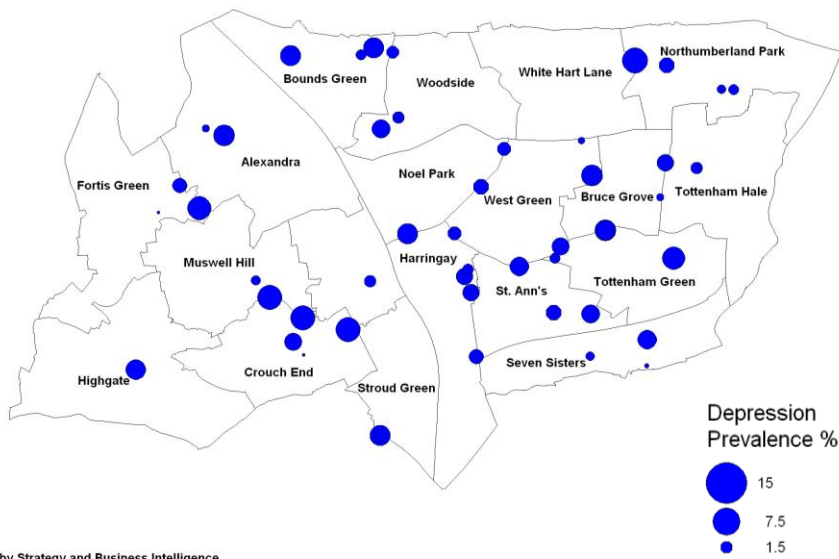 Northumberland Park
White Hart Lane
Bounds Green
Woodside
Alexandra
Noel Park
Fortis Green
West Green
Bruce Grove
Tottenham Hale
Harringay
Muswell Hill
St. Ann's
Tottenham Green
Seven Sisters
Crouch End
Highgate
Stroud Green
Depression
Prevalence %
15
7.5
1.5
by Strategy and Business Intelligence